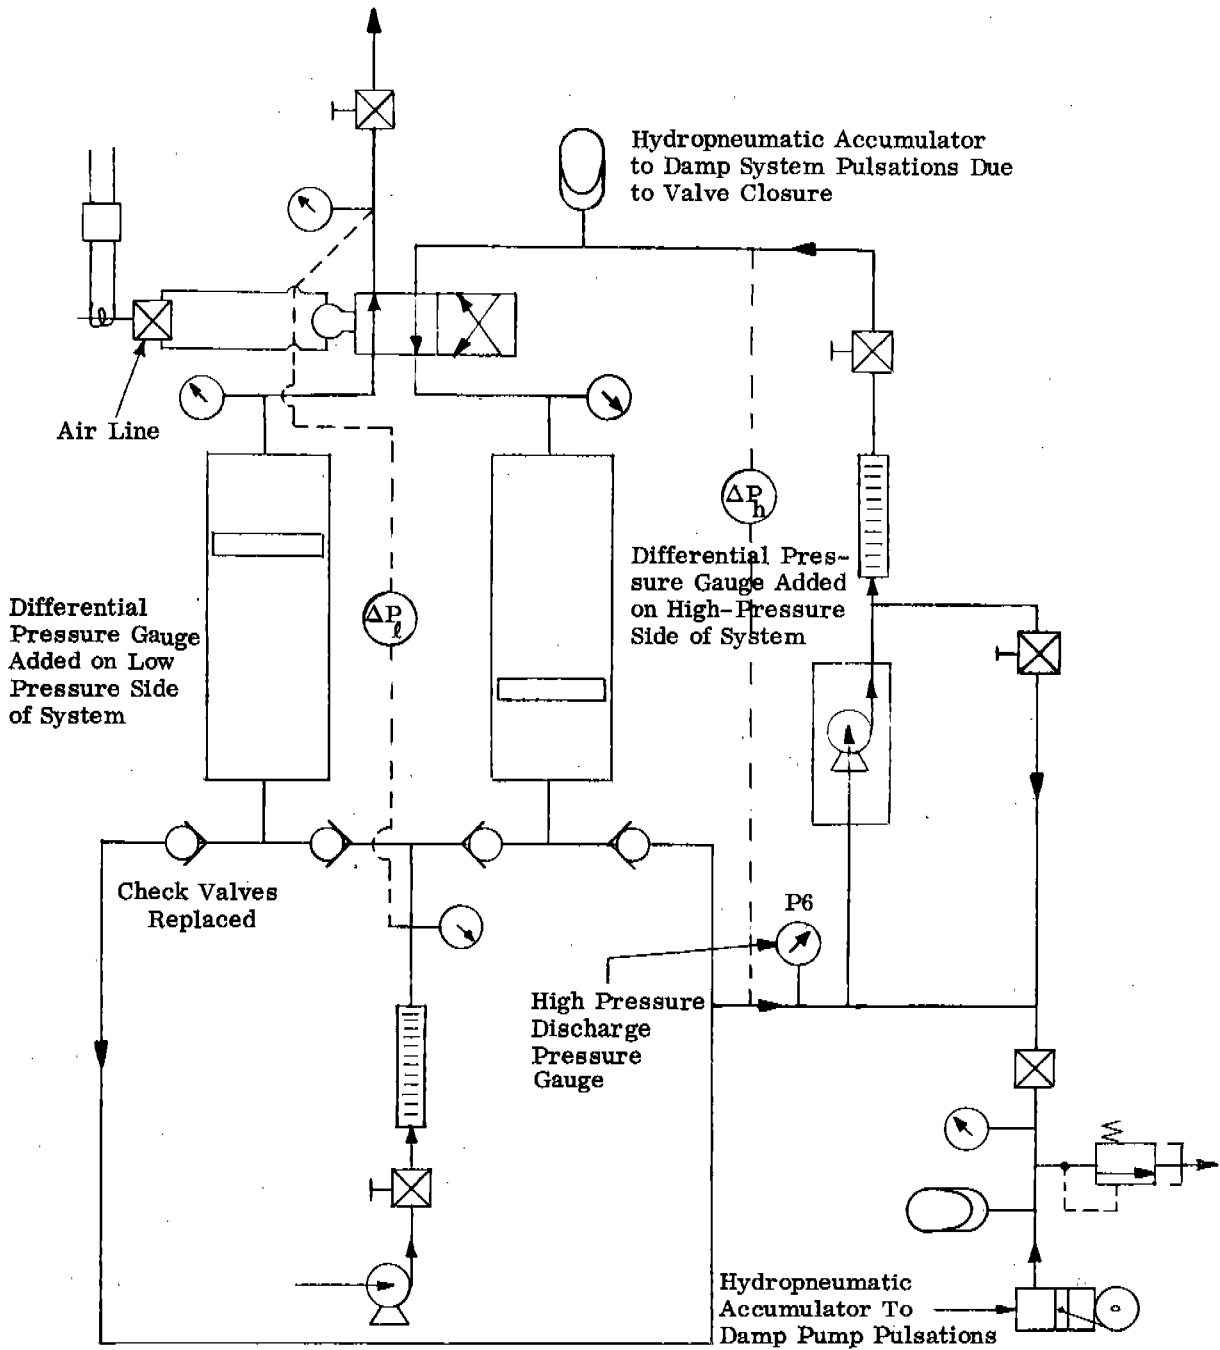 Hydropneumatic Accumulator
to Damp System Pulsations Due
to Valve Closure
Air Line
ΔPh
Differential Pres-
sure Gauge Added
on High-Pressure
Side of System
Differential
Pressure Gauge
Added on Low
Pressure Side
of System
ΔPℓ
Check Valves
Replaced
P6
High Pressure
Discharge
Pressure
Gauge
Hydropneumatic
Accumulator To
Damp Pump Pulsations